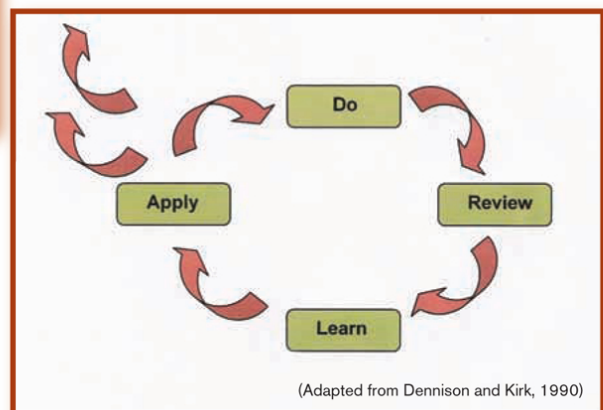 Do
Review
Learn
Apply
(Adapted from Dennison and Kirk, 1990)